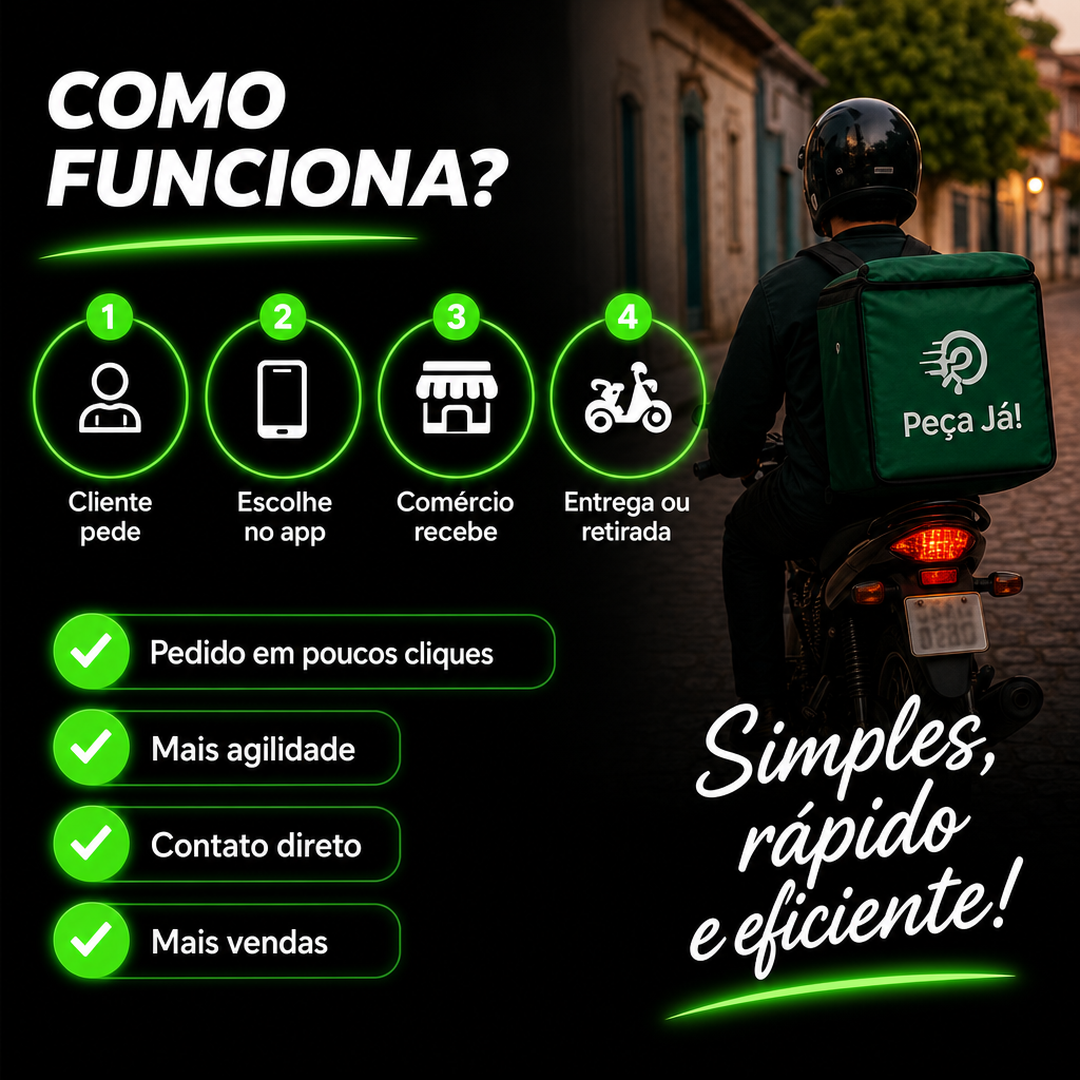 COMO
FUNCIONA?
1
2
3
4
Cliente
pede
Escolhe
no app
Comércio
recebe
Entrega ou
retirada
Peça Já!
Pedido em poucos cliques
Mais agilidade
Contato direto
Mais vendas
Simples,
rápido
e eficiente!